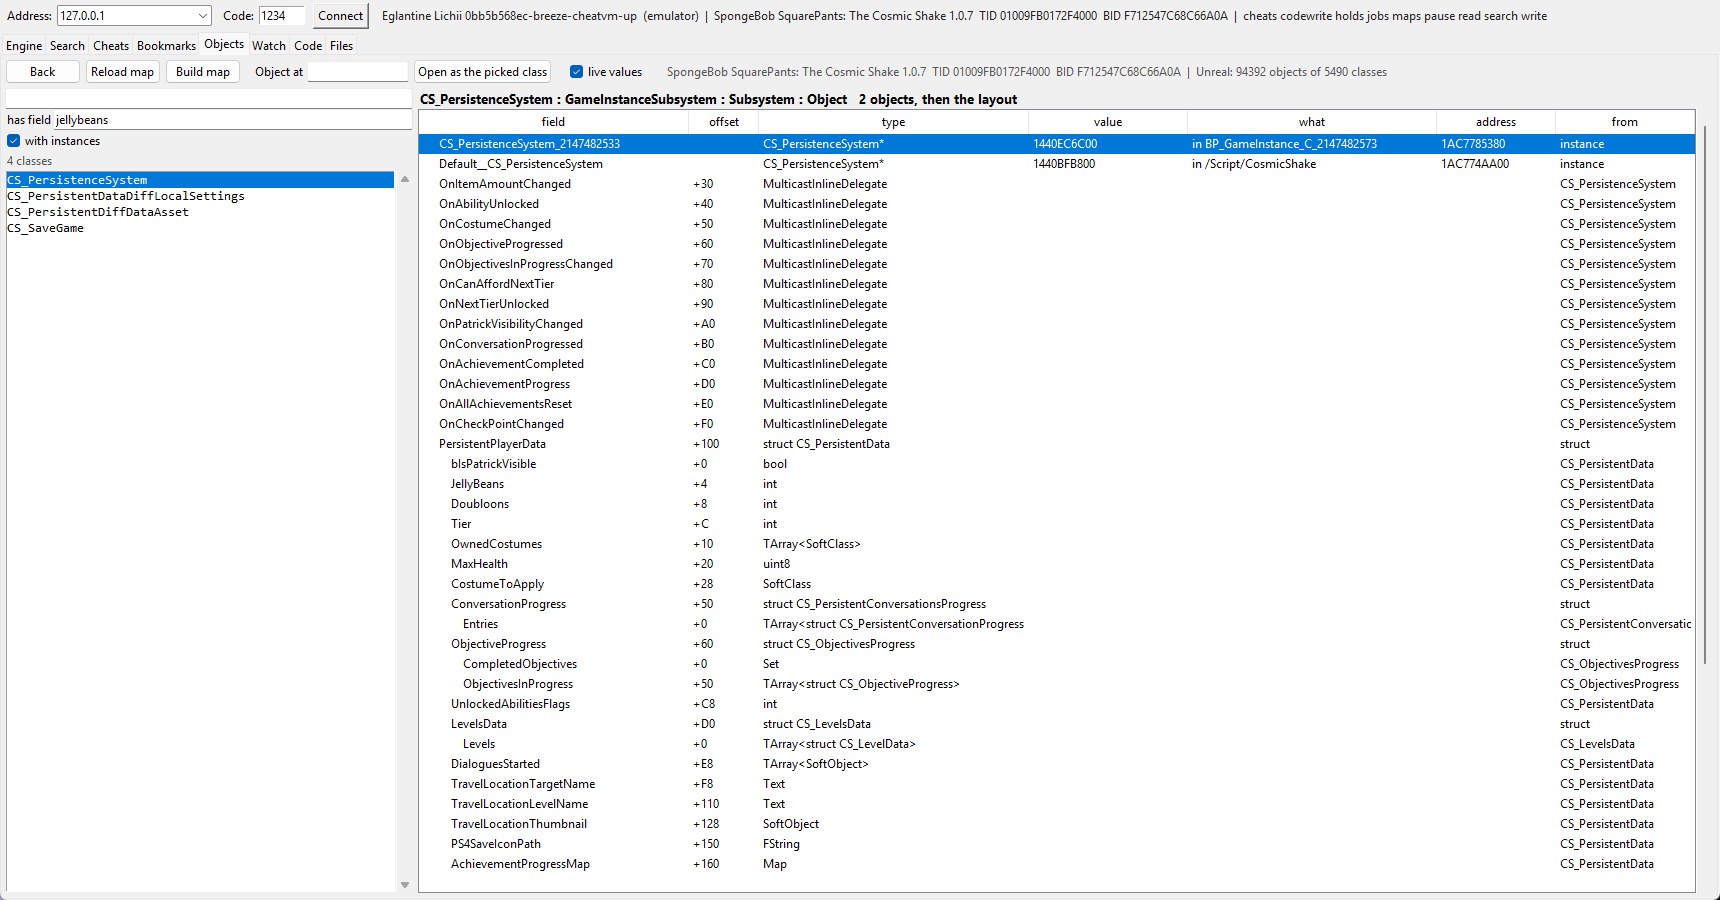 Address: 127.0.0.1 Code: 1234 Connect Eglantine Lichii 0bb5b568ec-breeze-cheatvm-up (emulator) | SpongeBob SquarePants: The Cosmic Shake 1.0.7 TID 01009FB0172F4000 BID F712547C68C66A0A | cheats codewrite holds jobs maps pause read search write
Engine Search Cheats Bookmarks Objects Watch Code Files
Back Reload map Build map Object at Open as the picked class live values SpongeBob SquarePants: The Cosmic Shake 1.0.7 TID 01009FB0172F4000 BID F712547C68C66A0A | Unreal: 94392 objects of 5490 classes
has field jellybeans
with instances
4 classes
CS_PersistenceSystem
CS_PersistentDataDiffLocalSettings
CS_PersistentDiffDataAsset
CS_SaveGame
CS_PersistenceSystem : GameInstanceSubsystem : Subsystem : Object 2 objects, then the layout
field offset type value what address from
CS_PersistenceSystem_2147482533 CS_PersistenceSystem* 1440EC6C00 in BP_GameInstance_C_2147482573 1AC7785380 instance
Default__CS_PersistenceSystem CS_PersistenceSystem* 1440BFB800 in /Script/CosmicShake 1AC774AA00 instance
OnItemAmountChanged +30 MulticastInlineDelegate CS_PersistenceSystem
OnAbilityUnlocked +40 MulticastInlineDelegate CS_PersistenceSystem
OnCostumeChanged +50 MulticastInlineDelegate CS_PersistenceSystem
OnObjectiveProgressed +60 MulticastInlineDelegate CS_PersistenceSystem
OnObjectivesInProgressChanged +70 MulticastInlineDelegate CS_PersistenceSystem
OnCanAffordNextTier +80 MulticastInlineDelegate CS_PersistenceSystem
OnNextTierUnlocked +90 MulticastInlineDelegate CS_PersistenceSystem
OnPatrickVisibilityChanged +A0 MulticastInlineDelegate CS_PersistenceSystem
OnConversationProgressed +B0 MulticastInlineDelegate CS_PersistenceSystem
OnAchievementCompleted +C0 MulticastInlineDelegate CS_PersistenceSystem
OnAchievementProgress +D0 MulticastInlineDelegate CS_PersistenceSystem
OnAllAchievementsReset +E0 MulticastInlineDelegate CS_PersistenceSystem
OnCheckPointChanged +F0 MulticastInlineDelegate CS_PersistenceSystem
PersistentPlayerData +100 struct CS_PersistentData struct
bIsPatrickVisible +0 bool CS_PersistentData
JellyBeans +4 int CS_PersistentData
Doubloons +8 int CS_PersistentData
Tier +C int CS_PersistentData
OwnedCostumes +10 TArray<SoftClass> CS_PersistentData
MaxHealth +20 uint8 CS_PersistentData
CostumeToApply +28 SoftClass CS_PersistentData
ConversationProgress +50 struct CS_PersistentConversationsProgress struct
Entries +0 TArray<struct CS_PersistentConversationProgress CS_PersistentConversatic
ObjectiveProgress +60 struct CS_ObjectivesProgress struct
CompletedObjectives +0 Set CS_ObjectivesProgress
ObjectivesInProgress +50 TArray<struct CS_ObjectiveProgress> CS_ObjectivesProgress
UnlockedAbilitiesFlags +C8 int CS_PersistentData
LevelsData +D0 struct CS_LevelsData struct
Levels +0 TArray<struct CS_LevelData> CS_LevelsData
DialoguesStarted +E8 TArray<SoftObject> CS_PersistentData
TravelLocationTargetName +F8 Text CS_PersistentData
TravelLocationLevelName +110 Text CS_PersistentData
TravelLocationThumbnail +128 SoftObject CS_PersistentData
PS4SaveIconPath +150 FString CS_PersistentData
AchievementProgressMap +160 Map CS_PersistentData